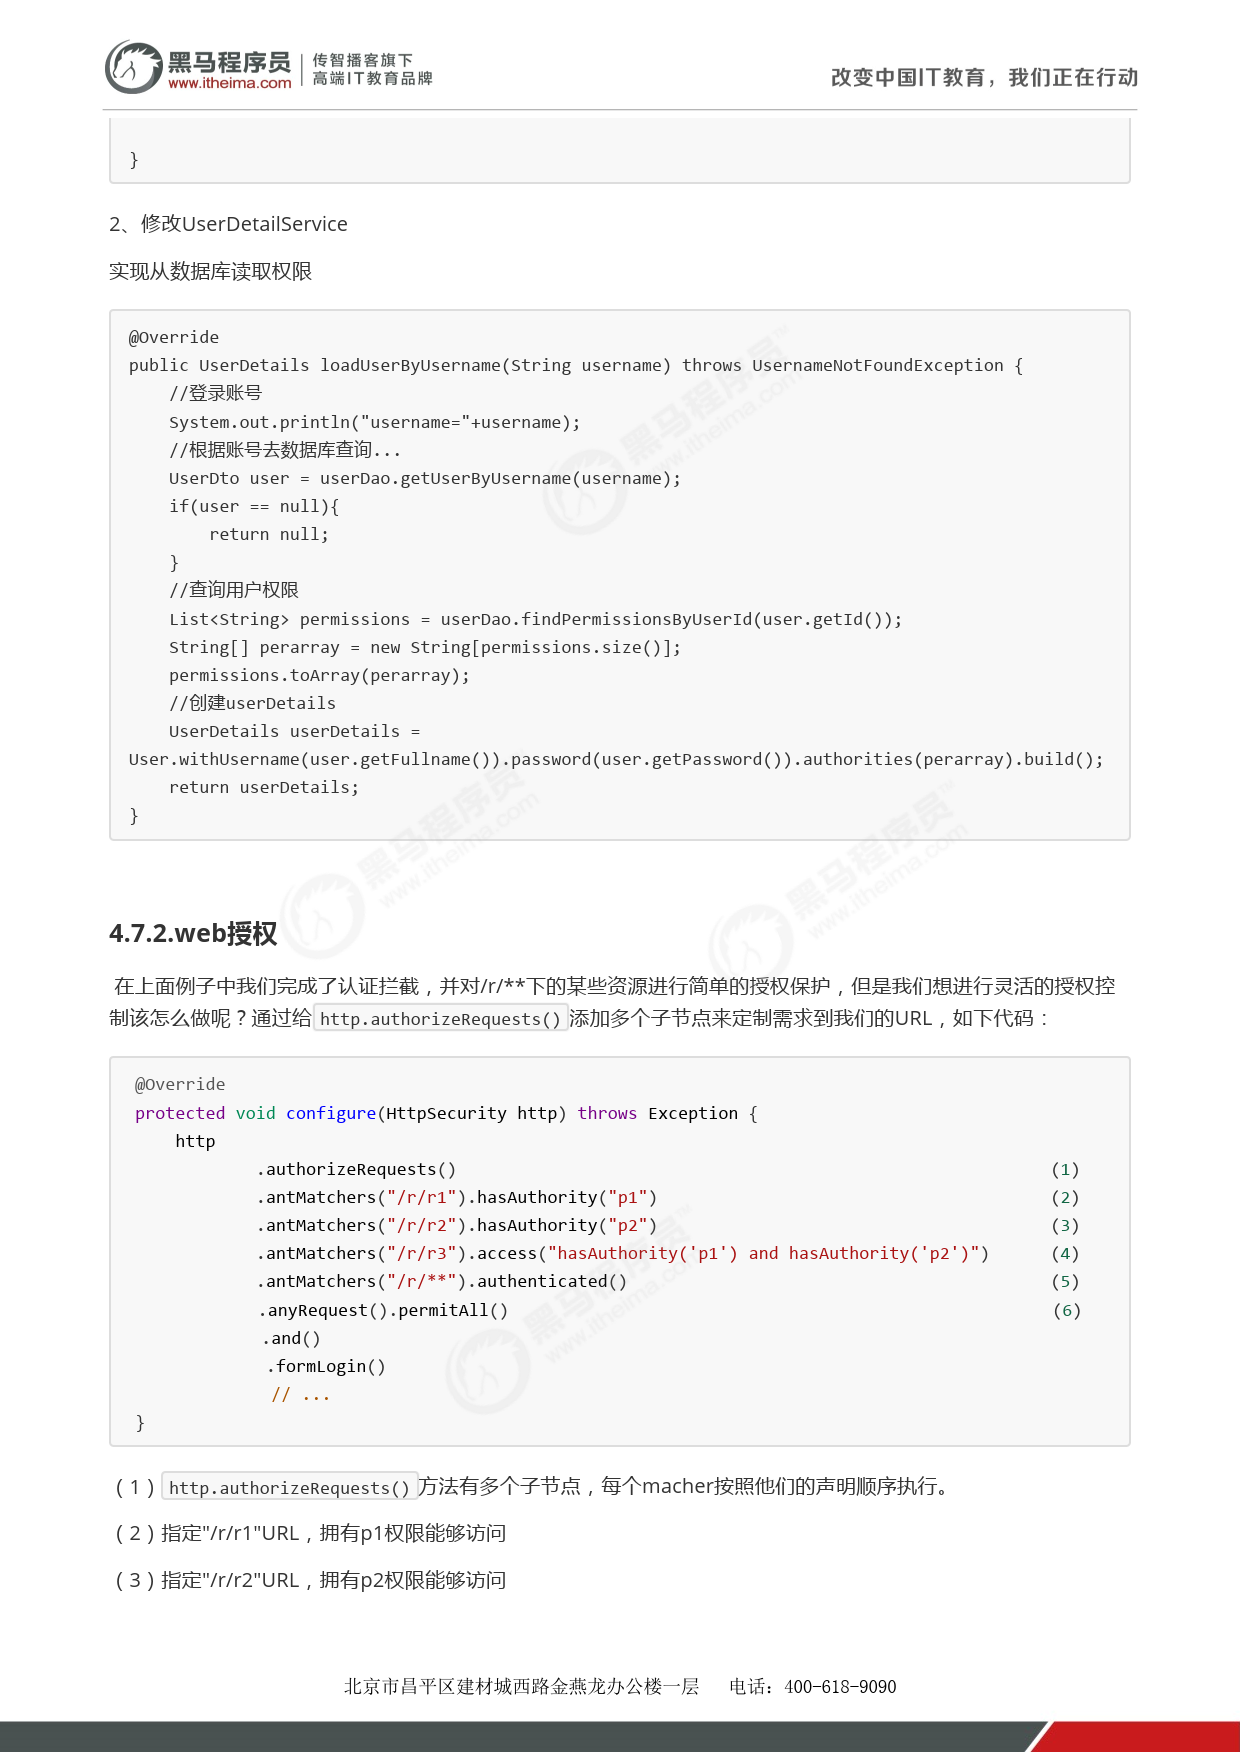 黑马程序员 传智播客旗下
www.itheima.com 高端IT教育品牌
改变中国IT教育，我们正在行动
}
2、修改UserDetailService
实现从数据库读取权限
@Override
public UserDetails loadUserByUsername(String username) throws UsernameNotFoundException {
    //登录账号
    System.out.println("username="+username);
    //根据账号去数据库查询...
    UserDto user = userDao.getUserByUsername(username);
    if(user == null){
        return null;
    }
    //查询用户权限
    List<String> permissions = userDao.findPermissionsByUserId(user.getId());
    String[] perarray = new String[permissions.size()];
    permissions.toArray(perarray);
    //创建userDetails
    UserDetails userDetails =
User.withUsername(user.getFullname()).password(user.getPassword()).authorities(perarray).build();
    return userDetails;
}
4.7.2.web授权
在上面例子中我们完成了认证拦截，并对/r/**下的某些资源进行简单的授权保护，但是我们想进行灵活的授权控
制该怎么做呢？通过给http.authorizeRequests()添加多个子节点来定制需求到我们的URL，如下代码：
@Override
protected void configure(HttpSecurity http) throws Exception {
    http
            .authorizeRequests() (1)
            .antMatchers("/r/r1").hasAuthority("p1") (2)
            .antMatchers("/r/r2").hasAuthority("p2") (3)
            .antMatchers("/r/r3").access("hasAuthority('p1') and hasAuthority('p2')") (4)
            .antMatchers("/r/**").authenticated() (5)
            .anyRequest().permitAll() (6)
            .and()
            .formLogin()
            // ...
}
（1）http.authorizeRequests()方法有多个子节点，每个macher按照他们的声明顺序执行。
（2）指定"/r/r1"URL，拥有p1权限能够访问
（3）指定"/r/r2"URL，拥有p2权限能够访问
北京市昌平区建材城西路金燕龙办公楼一层 电话：400-618-9090